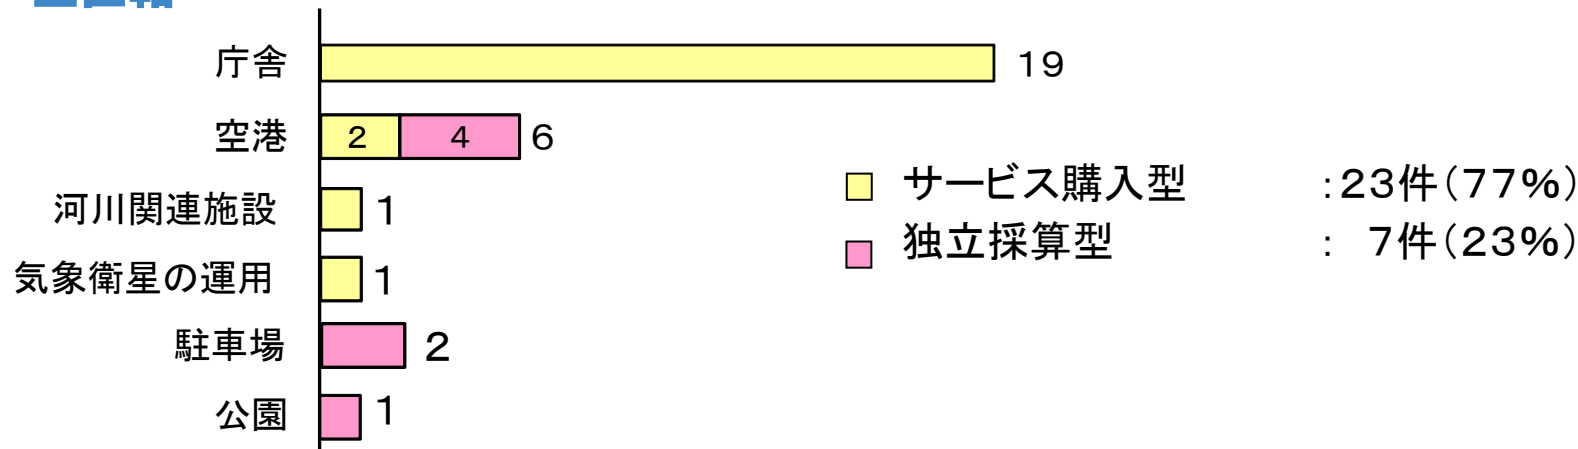 庁舎 19
空港 2 4 6
サービス購入型 :23件(77%)
河川関連施設 1
独立採算型 : 7件(23%)
気象衛星の運用 1
駐車場 2
公園 1